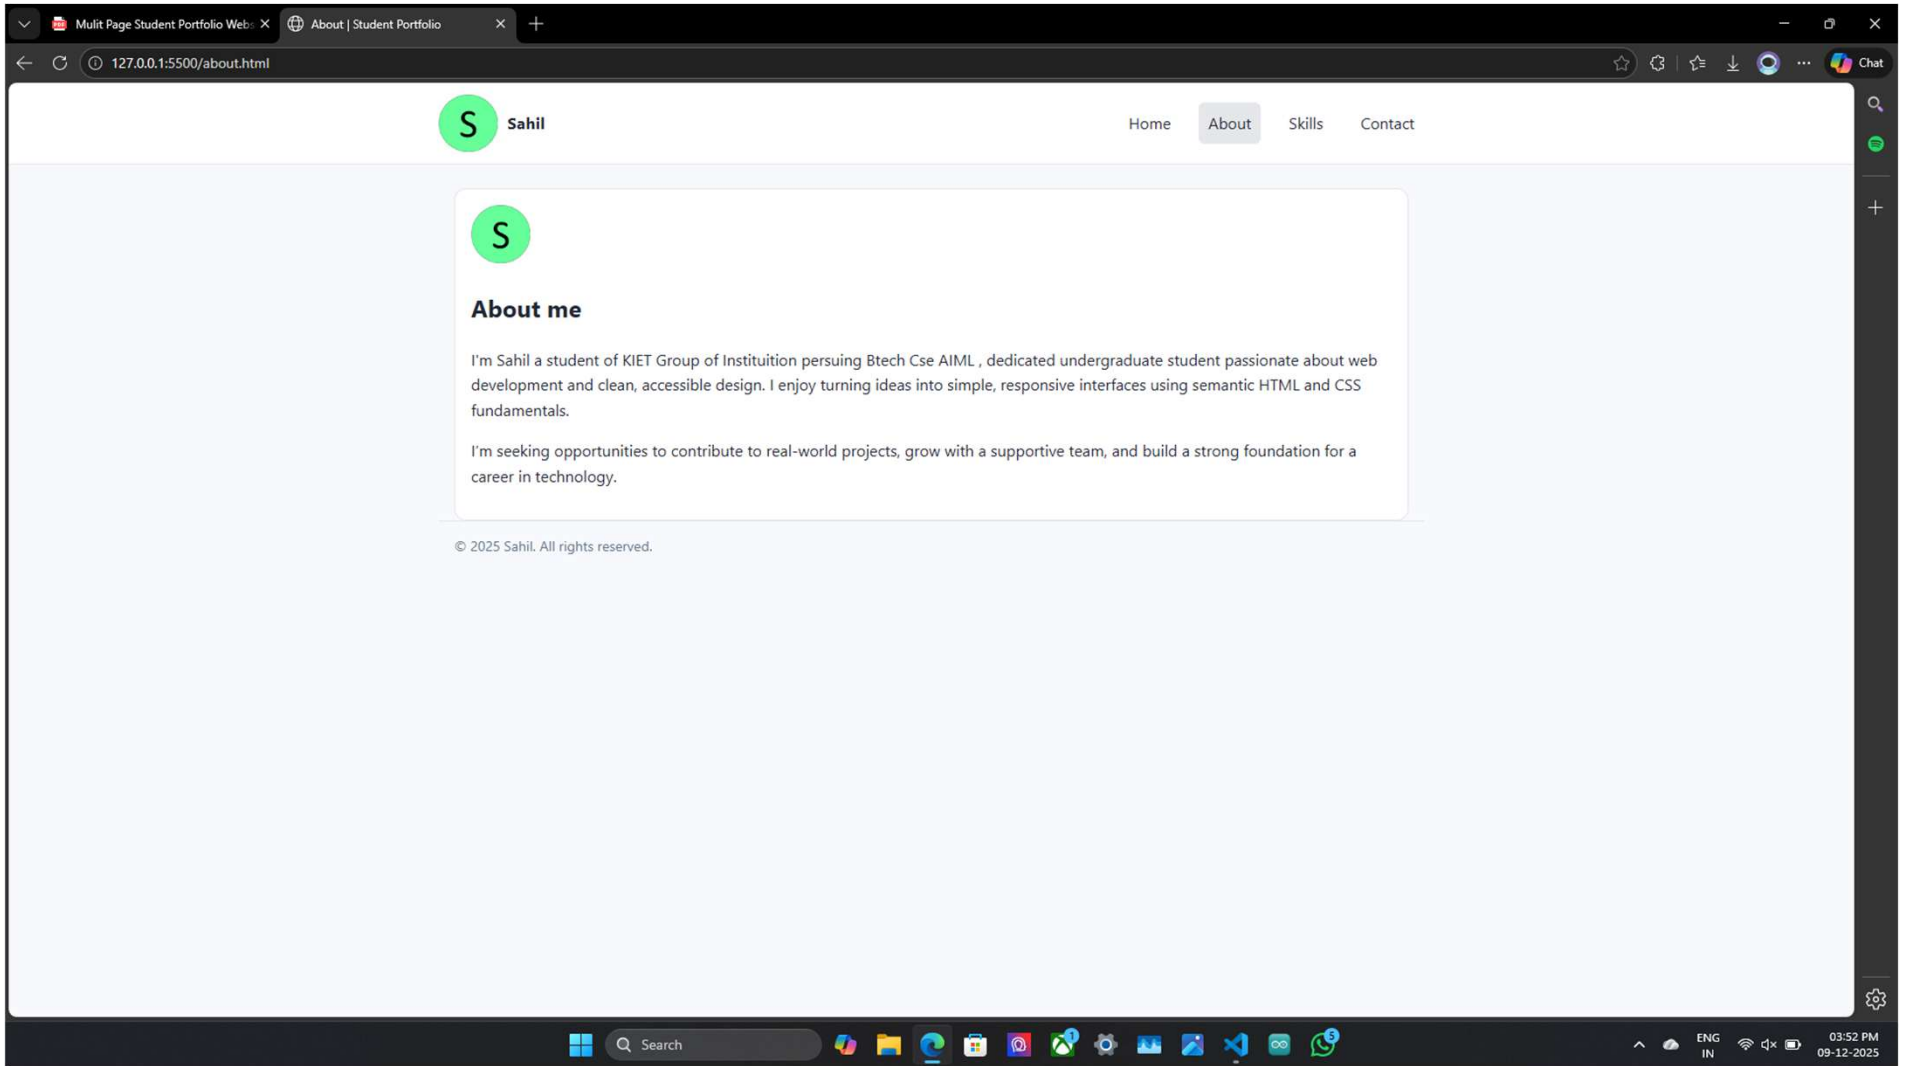 Mulit Page Student Portfolio Webs
About | Student Portfolio
127.0.0.1:5500/about.html
Chat
S Sahil
Home About Skills Contact
S
About me
I'm Sahil a student of KIET Group of Instituition persuing Btech Cse AIML , dedicated undergraduate student passionate about web
development and clean, accessible design. I enjoy turning ideas into simple, responsive interfaces using semantic HTML and CSS
fundamentals.
I'm seeking opportunities to contribute to real-world projects, grow with a supportive team, and build a strong foundation for a
career in technology.
© 2025 Sahil. All rights reserved.
Search
1
5
ENG
IN
03:52 PM
09-12-2025